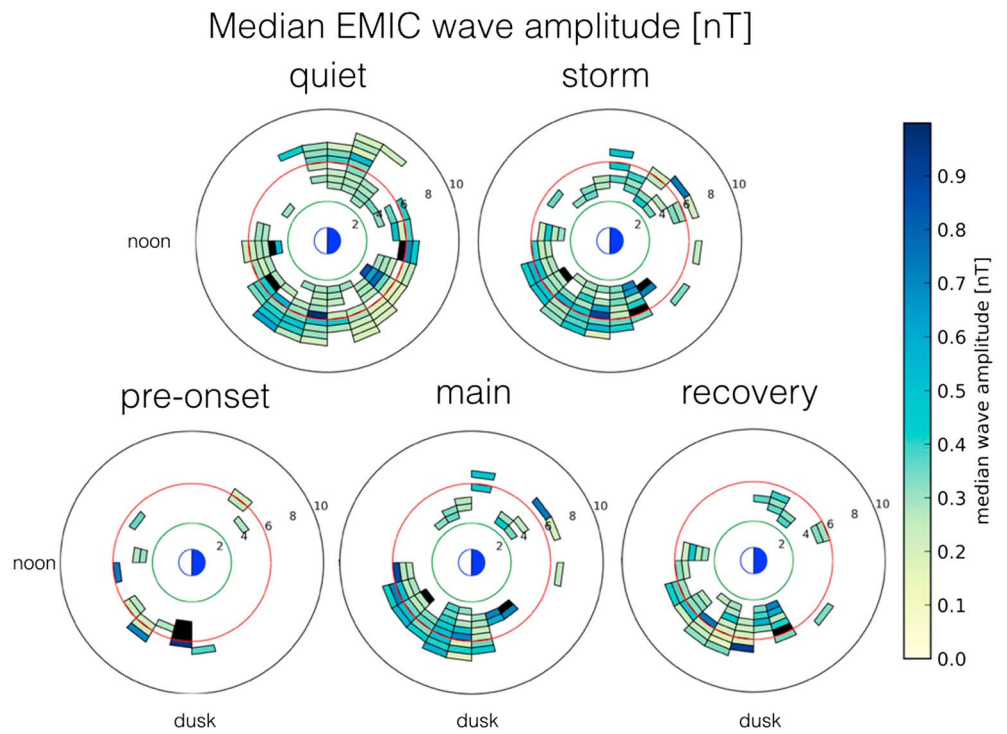 Median EMIC wave amplitude [nT]
quiet
storm
10
8
6
4
2
noon
10
8
6
4
2
pre-onset
main
recovery
10
8
6
4
2
noon
10
8
6
4
2
10
8
6
4
2
dusk
dusk
dusk
0.9
0.8
0.7
0.6
0.5
0.4
0.3
0.2
0.1
0.0
median wave amplitude [nT]